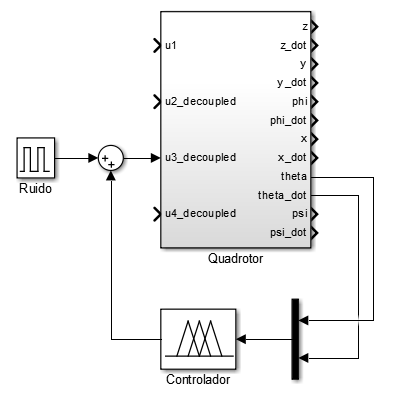 z
u1
z_dot
y
y_dot
u2_decoupled
phi
phi_dot
x
+
+
u3_decoupled
x_dot
theta
Ruido
theta_dot
u4_decoupled
psi
psi_dot
Quadrotor
Controlador